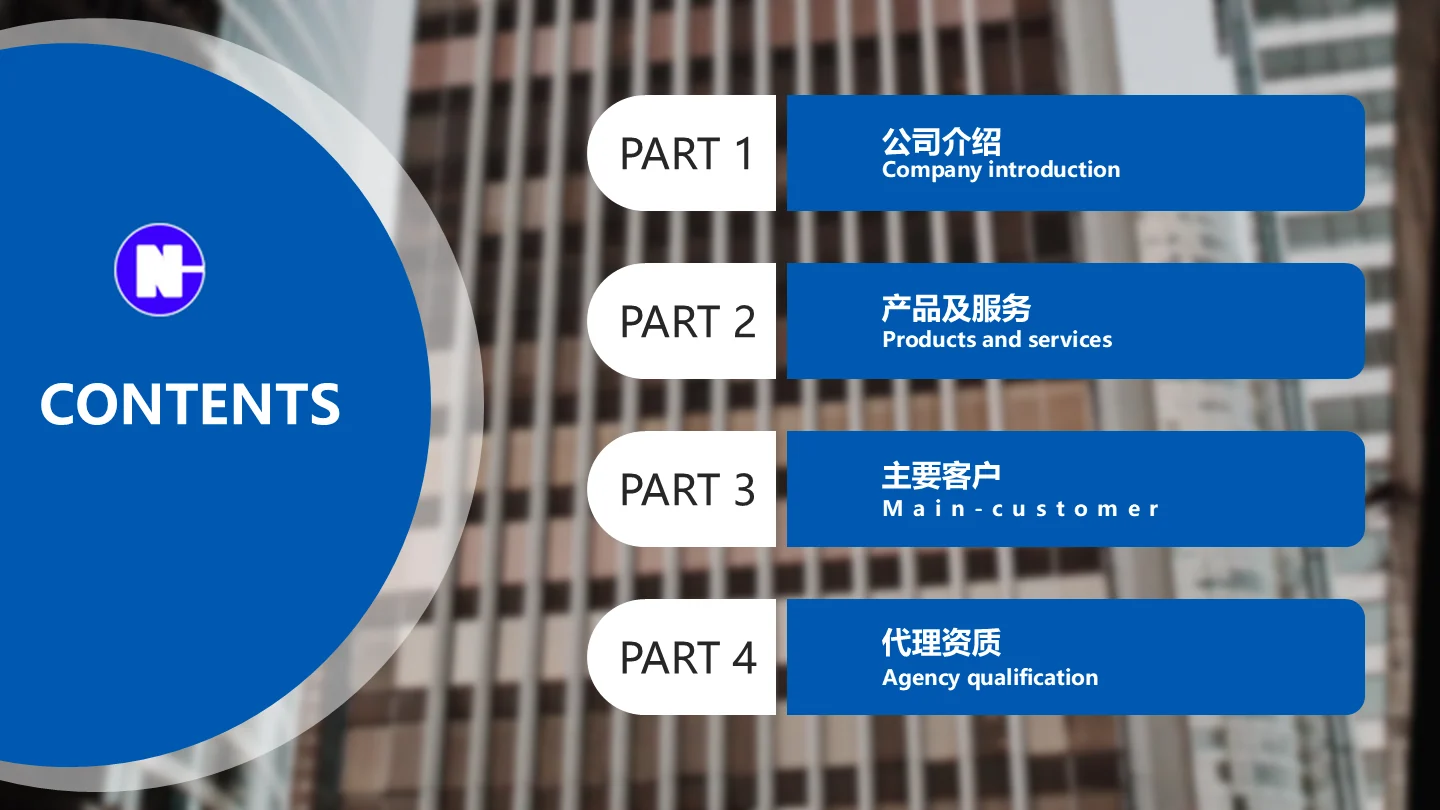 N
CONTENTS
PART 1
公司介绍
Company introduction
PART 2
产品及服务
Products and services
PART 3
主要客户
Main-customer
PART 4
代理资质
Agency qualification